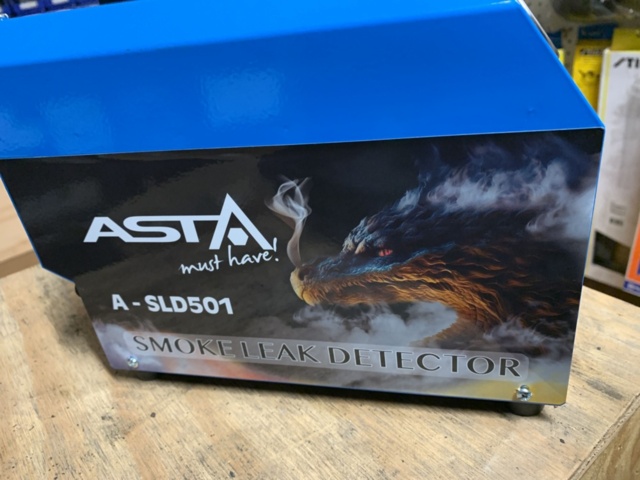 ASTA
must have!
A - SLD501
SMOKE LEAK DETECTOR